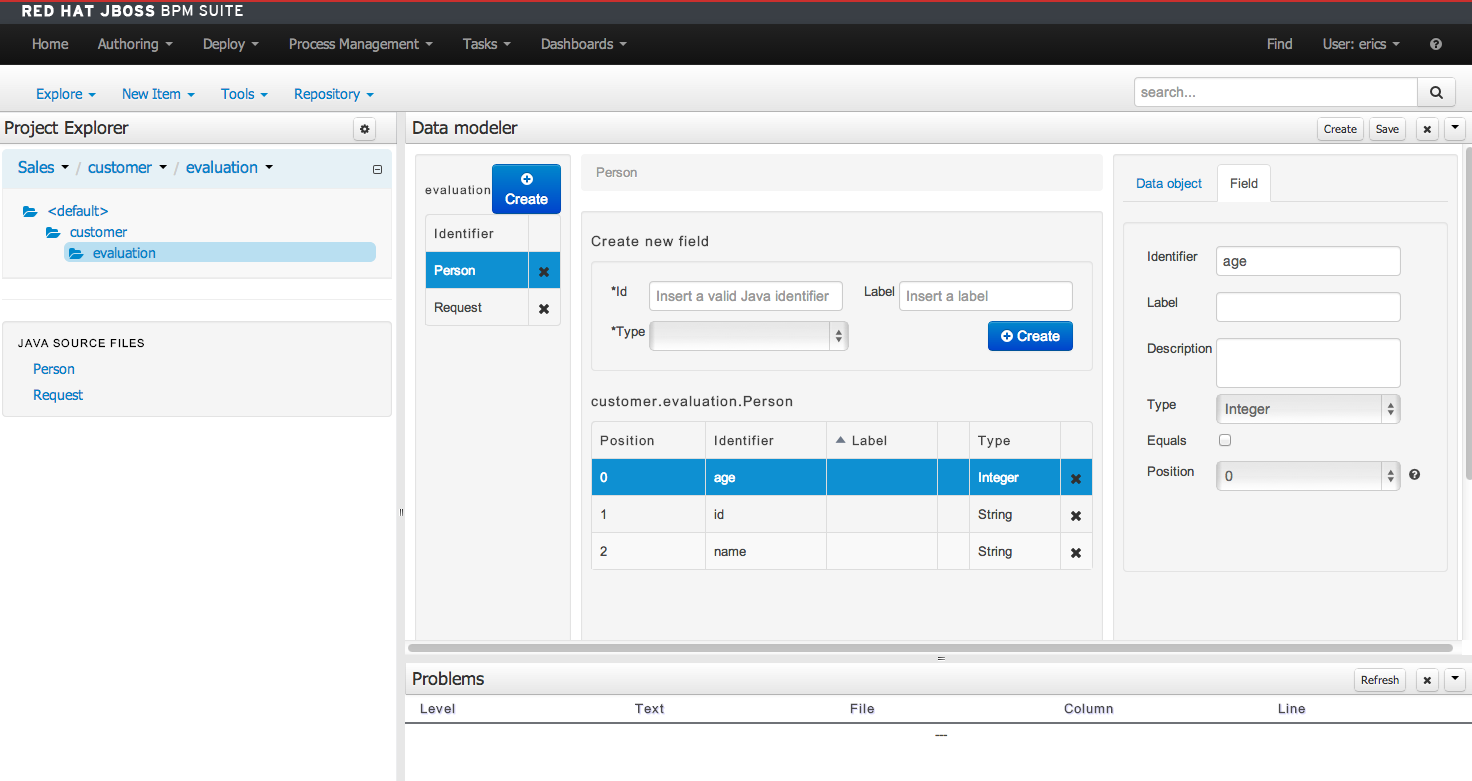 RED HAT JBOSS BPM SUITE
Home Authoring Deploy Process Management Tasks Dashboards Find User: erics
Explore New Item Tools Repository search...
Project Explorer
Sales / customer / evaluation
<default>
customer
evaluation
JAVA SOURCE FILES
Person
Request
Data modeler Create Save
evaluation Create
Identifier
Person
Request
Person
Create new field
*Id Insert a valid Java identifier Label Insert a label
*Type Create
customer.evaluation.Person
Position Identifier Label Type
0 age Integer
1 id String
2 name String
Data object Field
Identifier age
Label
Description
Type Integer
Equals
Position 0
Problems Refresh
Level Text File Column Line
---